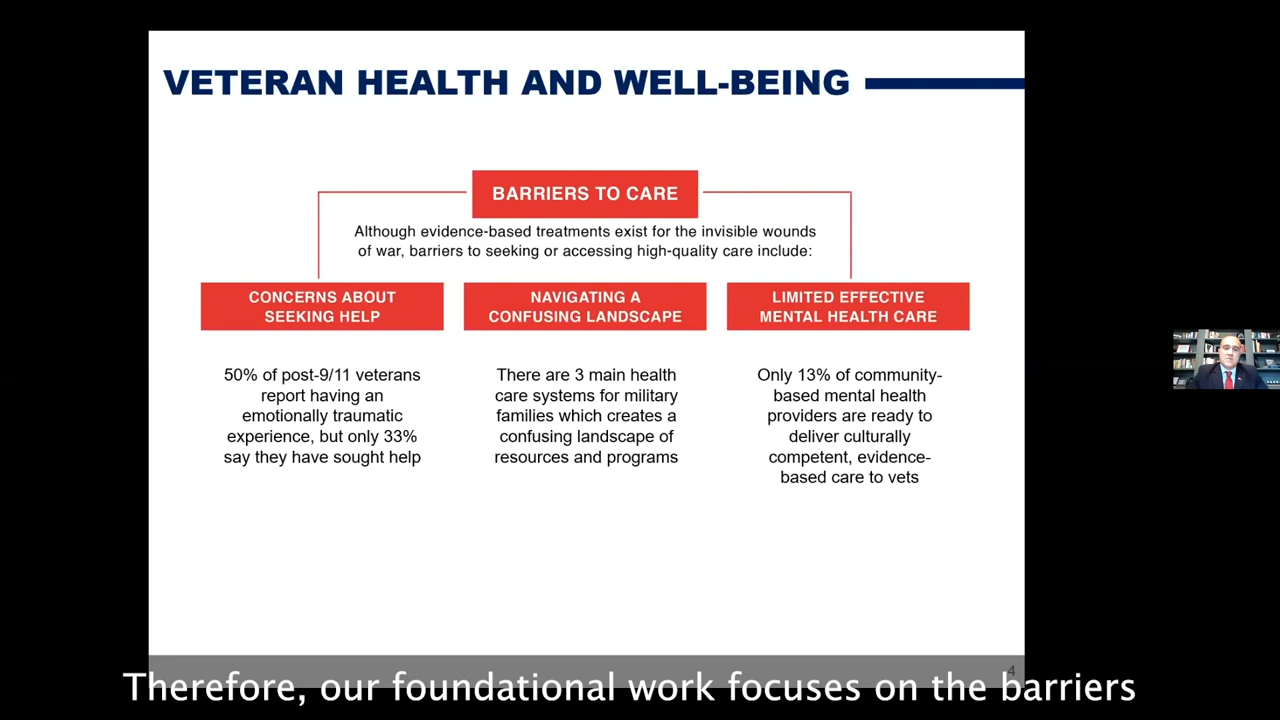 VETERAN HEALTH AND WELL-BEING
BARRIERS TO CARE
Although evidence-based treatments exist for the invisible wounds
of war, barriers to seeking or accessing high-quality care include:
CONCERNS ABOUT
SEEKING HELP
50% of post-9/11 veterans
report having an
emotionally traumatic
experience, but only 33%
say they have sought help
NAVIGATING A
CONFUSING LANDSCAPE
There are 3 main health
care systems for military
families which creates a
confusing landscape of
resources and programs
LIMITED EFFECTIVE
MENTAL HEALTH CARE
Only 13% of community-
based mental health
providers are ready to
deliver culturally
competent, evidence-
based care to vets
4
Therefore, our foundational work focuses on the barriers